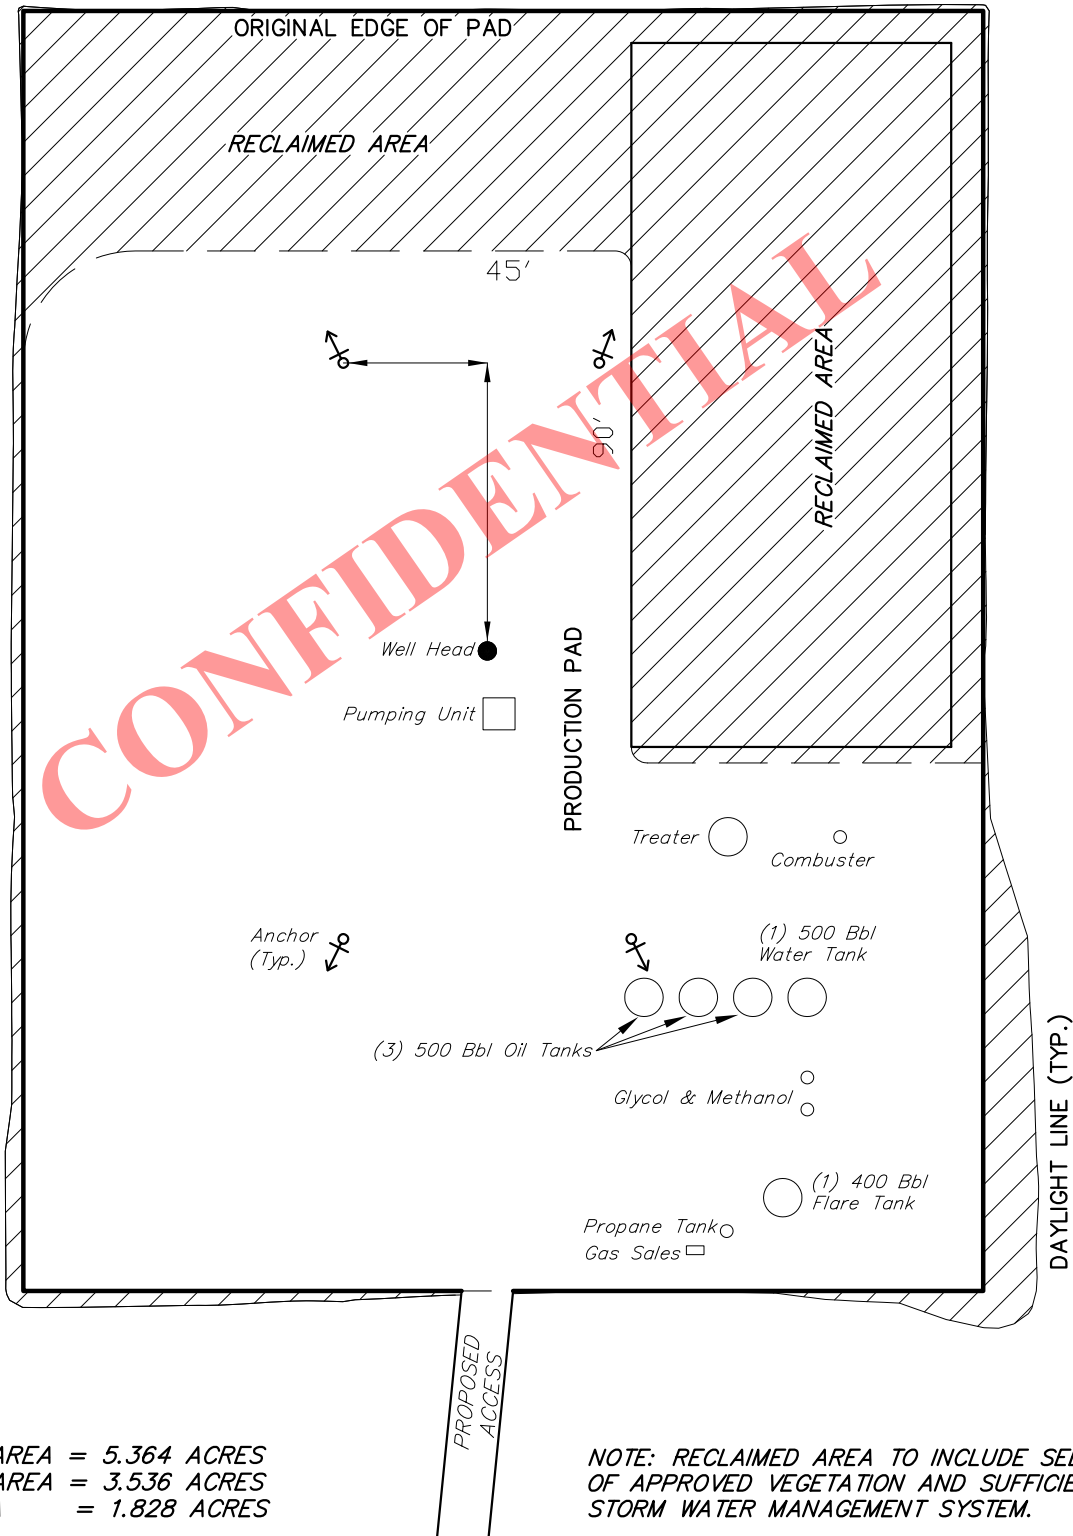 ORIGINAL EDGE OF PAD
RECLAIMED AREA
45'
90'
RECLAIMED AREA
CONFIDENTIAL
Well Head
Pumping Unit
PRODUCTION PAD
Treater
Combuster
Anchor
(Typ.)
(1) 500 Bbl
Water Tank
(3) 500 Bbl Oil Tanks
Glycol & Methanol
(1) 400 Bbl
Flare Tank
Propane Tank
Gas Sales
DAYLIGHT LINE (TYP.)
PROPOSED
ACCESS
AREA = 5.364 ACRES
AREA = 3.536 ACRES
= 1.828 ACRES
NOTE: RECLAIMED AREA TO INCLUDE
OF APPROVED VEGETATION AND
STORM WATER MANAGEMENT SYSTEM.